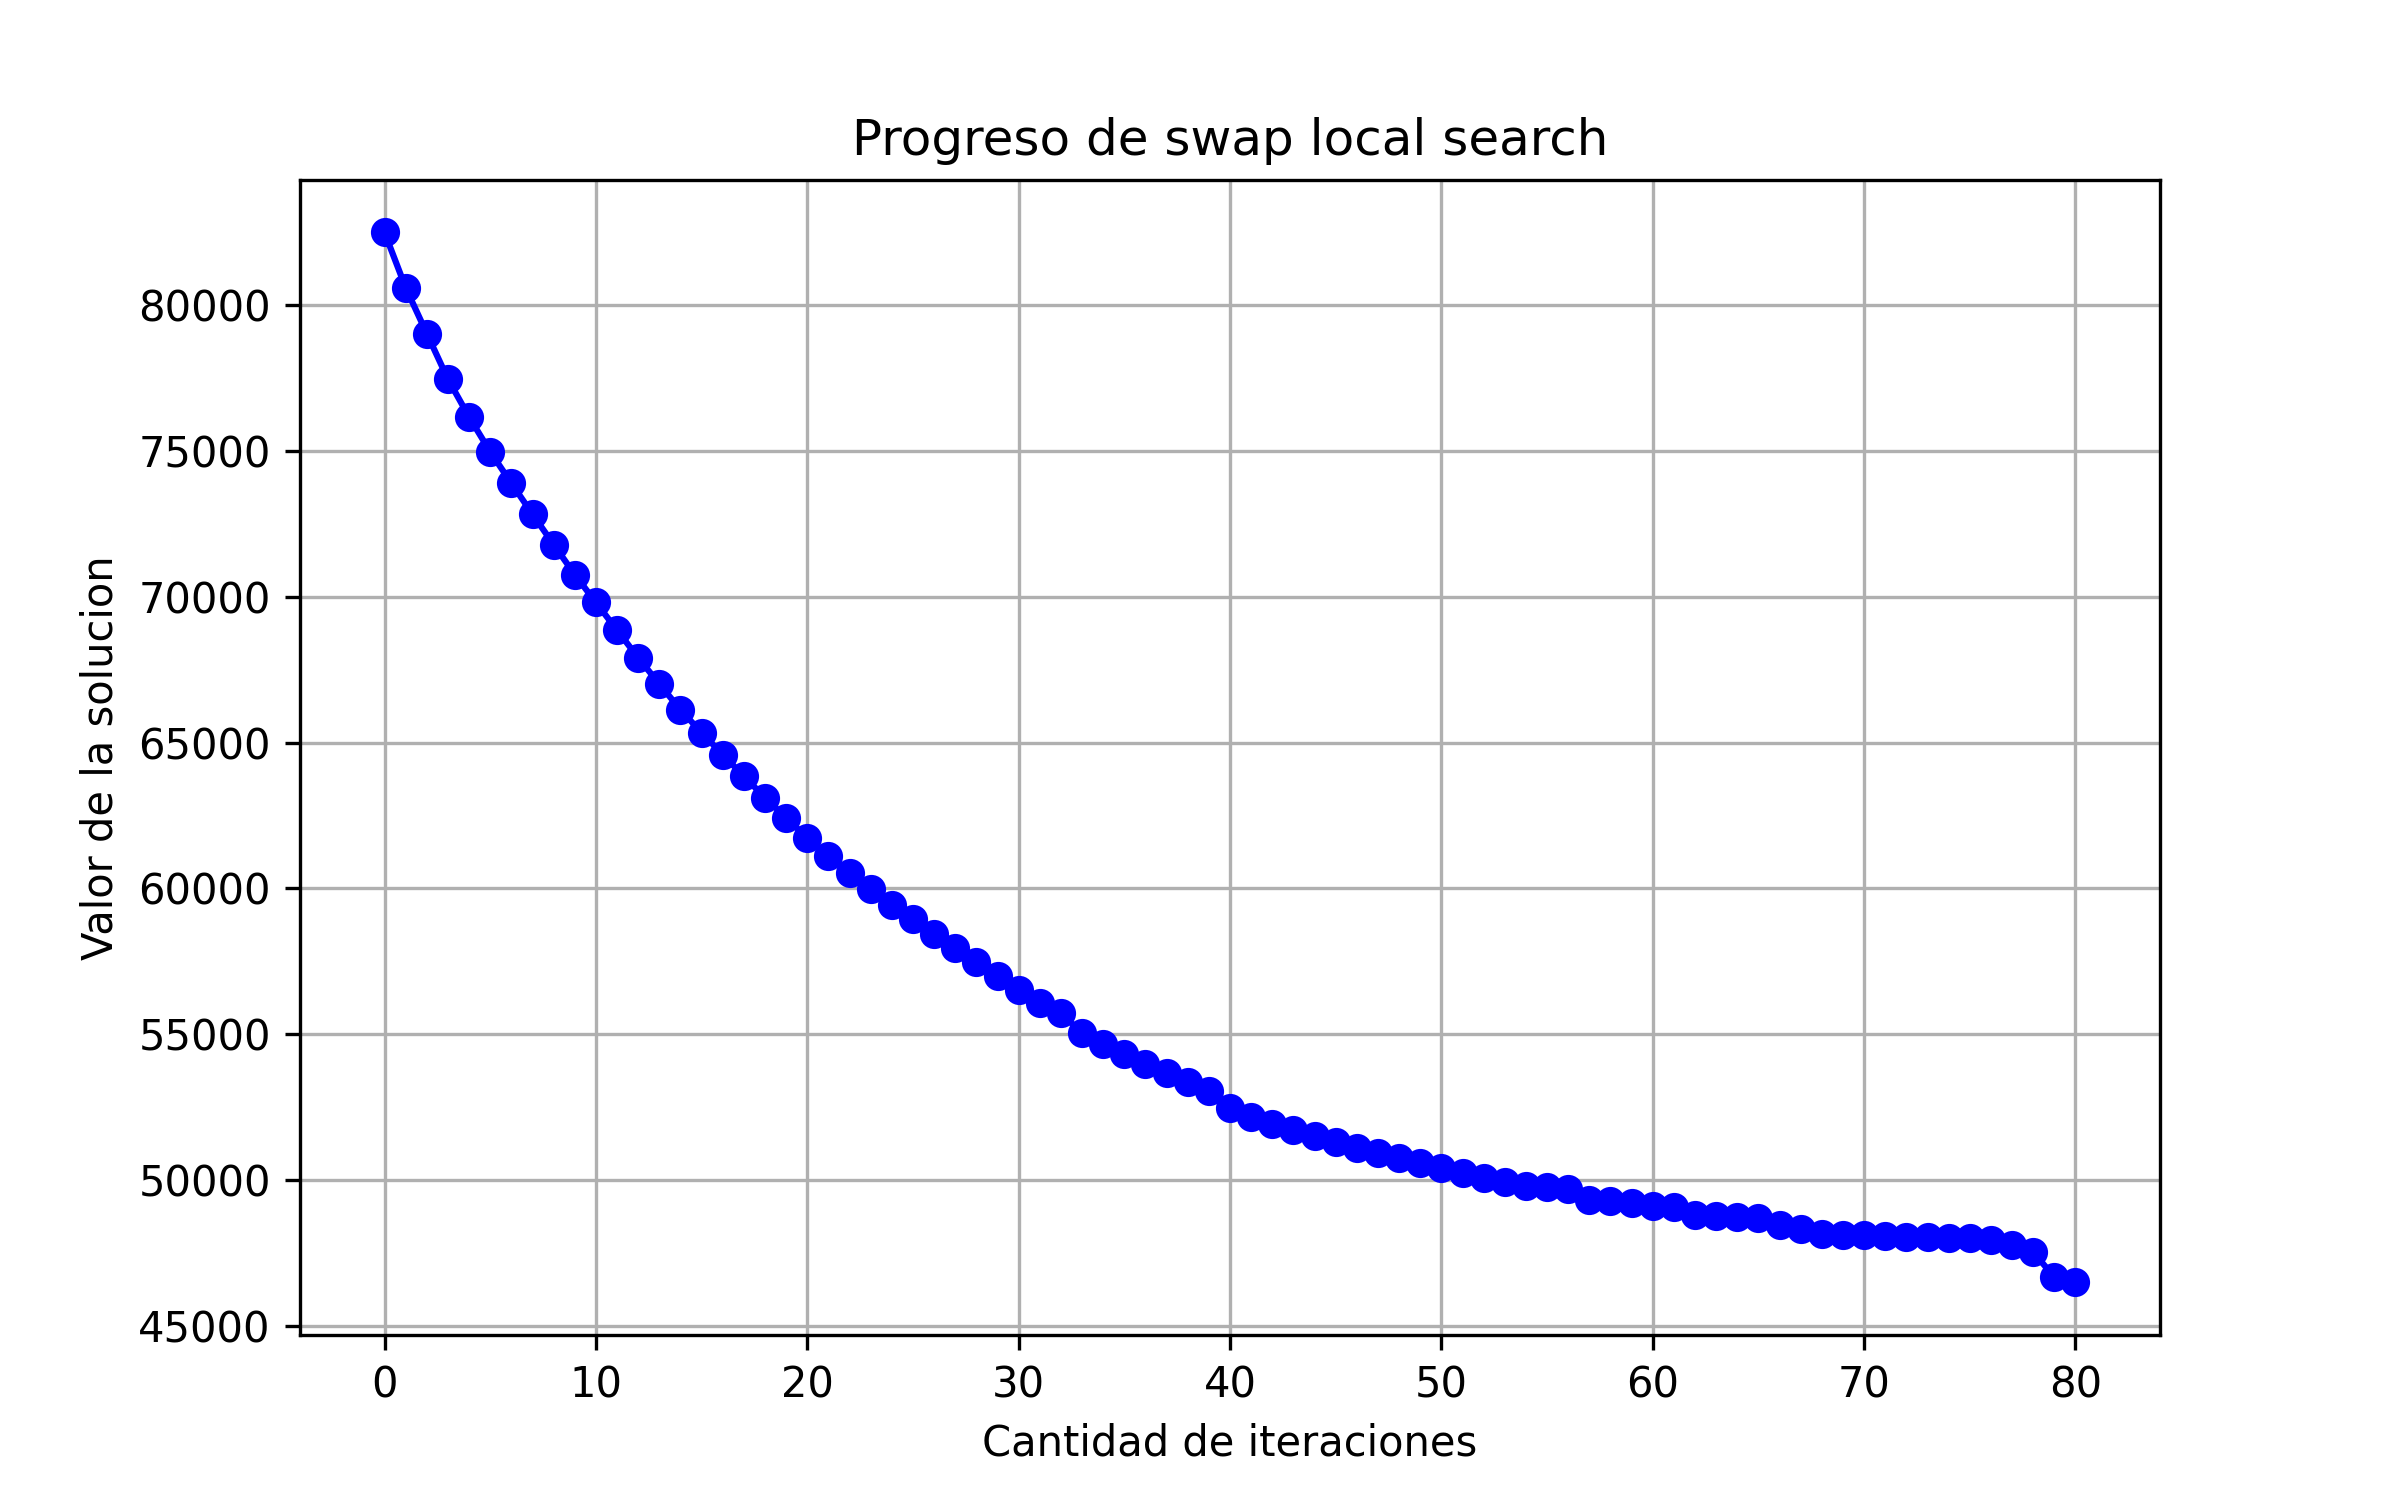 Progreso de swap local search
Valor de la solucion
80000
75000
70000
65000
60000
55000
50000
45000
0 10 20 30 40 50 60 70 80
Cantidad de iteraciones